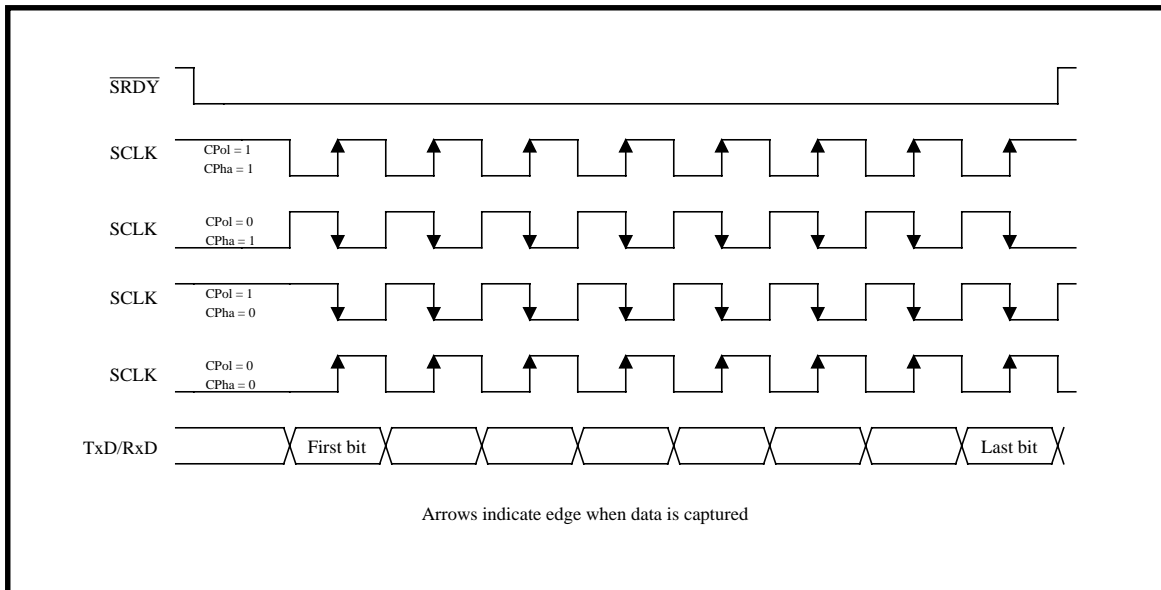 SRDY
SCLK
CPol = 1
CPha = 1
SCLK
CPol = 0
CPha = 1
SCLK
CPol = 1
CPha = 0
SCLK
CPol = 0
CPha = 0
TxD/RxD
First bit
Last bit
Arrows indicate edge when data is captured